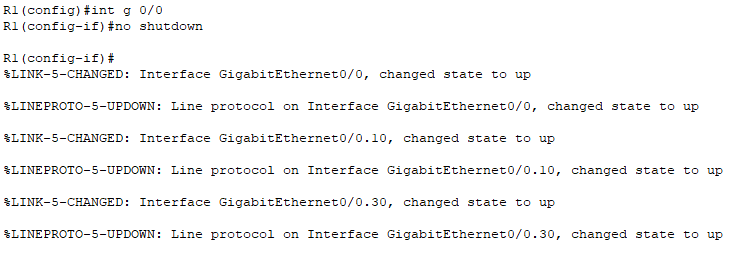 R1(config)#int g 0/0
R1(config-if)#no shutdown
R1(config-if)#
%LINK-5-CHANGED: Interface GigabitEthernet0/0, changed state to up
%LINEPROTO-5-UPDOWN: Line protocol on Interface GigabitEthernet0/0, changed state to up
%LINK-5-CHANGED: Interface GigabitEthernet0/0.10, changed state to up
%LINEPROTO-5-UPDOWN: Line protocol on Interface GigabitEthernet0/0.10, changed state to up
%LINK-5-CHANGED: Interface GigabitEthernet0/0.30, changed state to up
%LINEPROTO-5-UPDOWN: Line protocol on Interface GigabitEthernet0/0.30, changed state to up